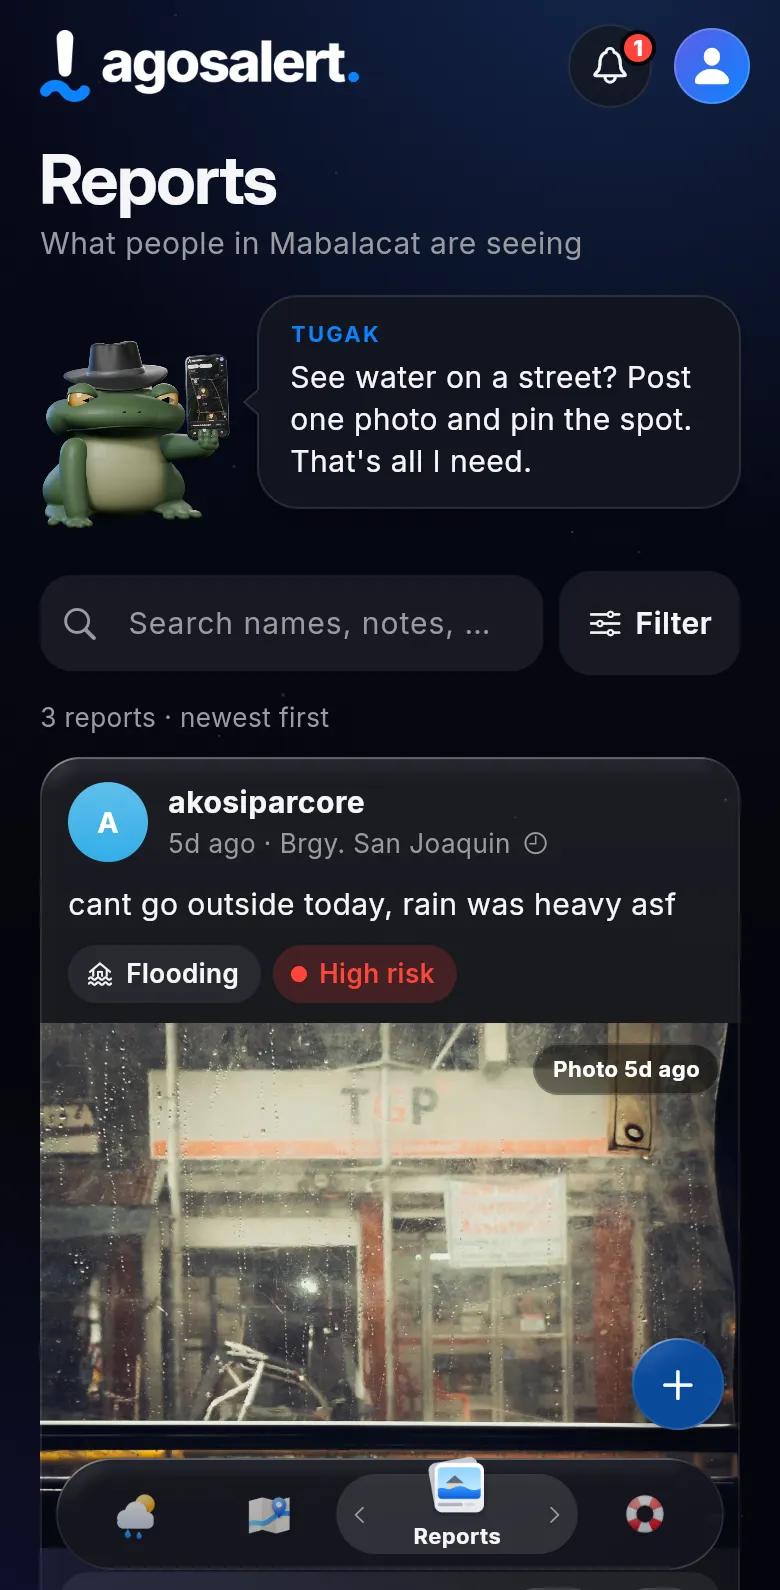 agosalert.
1
Reports
What people in Mabalacat are seeing
TUGAK
See water on a street? Post
one photo and pin the spot.
That's all I need.
Search names, notes, ...
Filter
3 reports · newest first
A
akosiparcore
5d ago · Brgy. San Joaquin
cant go outside today, rain was heavy asf
Flooding
High risk
Photo 5d ago
TGP
Reports